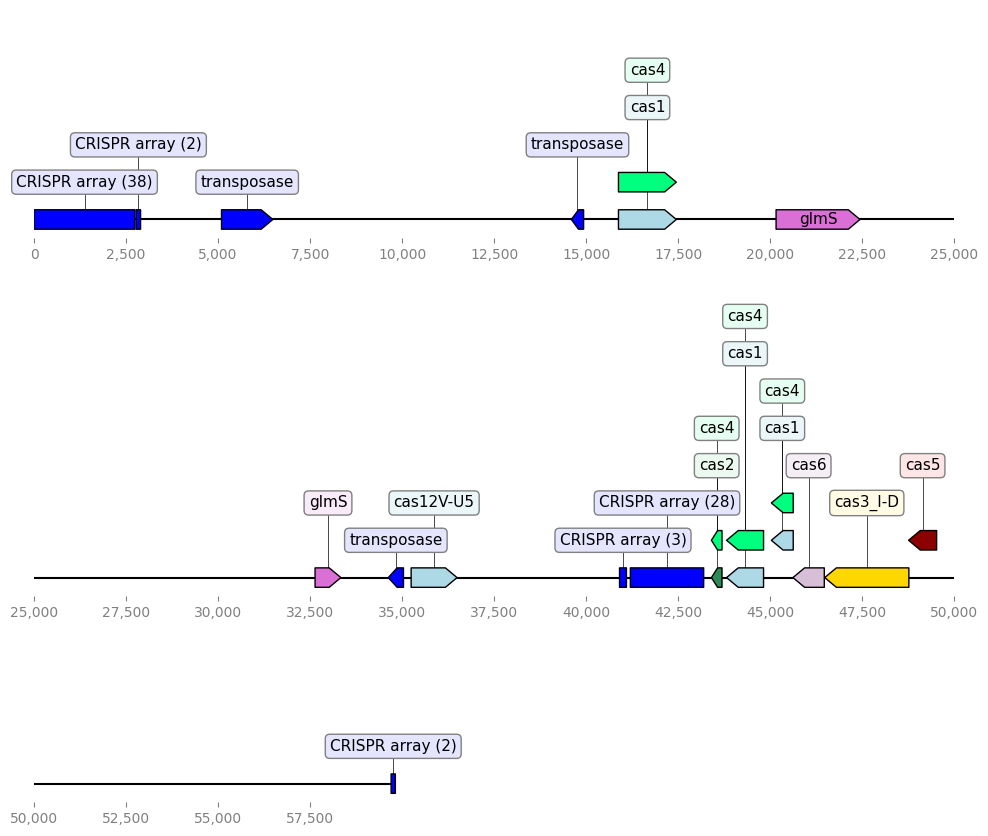 cas4
cas1
CRISPR array (2)
transposase
CRISPR array (38)
transposase
glmS
0 2,500 5,000 7,500 10,000 12,500 15,000 17,500 20,000 22,500 25,000
cas4
cas1
cas4
cas4
cas1
cas2
cas6
cas5
glmS
cas12V-U5
CRISPR array (28)
cas3_I-D
transposase
CRISPR array (3)
25,000 27,500 30,000 32,500 35,000 37,500 40,000 42,500 45,000 47,500 50,000
CRISPR array (2)
50,000 52,500 55,000 57,500